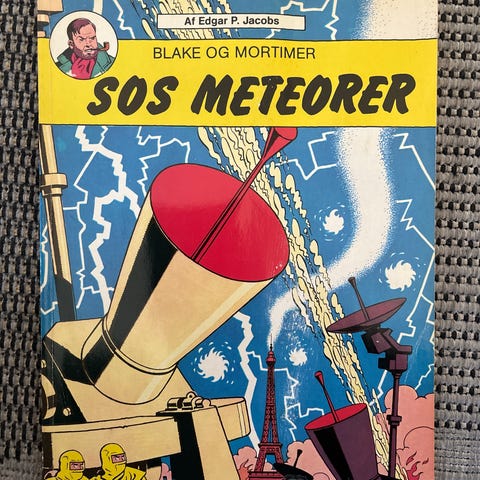 Af Edgar P. Jacobs
BLAKE OG MORTIMER
SOS METEORER